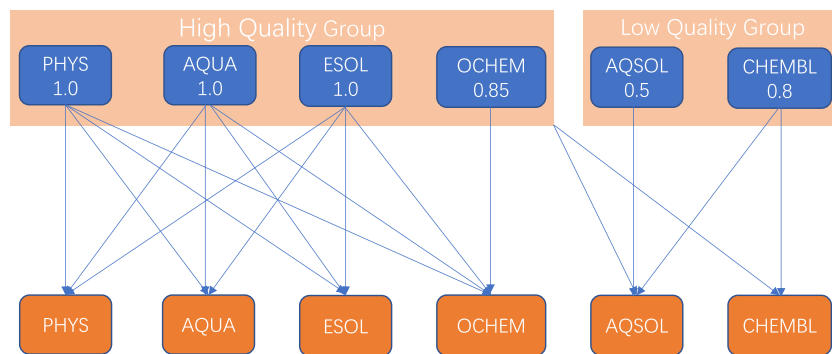 High Quality Group
Low Quality Group
PHYS
1.0
AQUA
1.0
ESOL
1.0
OCHEM
0.85
AQSOL
0.5
CHEMBL
0.8
PHYS
AQUA
ESOL
OCHEM
AQSOL
CHEMBL